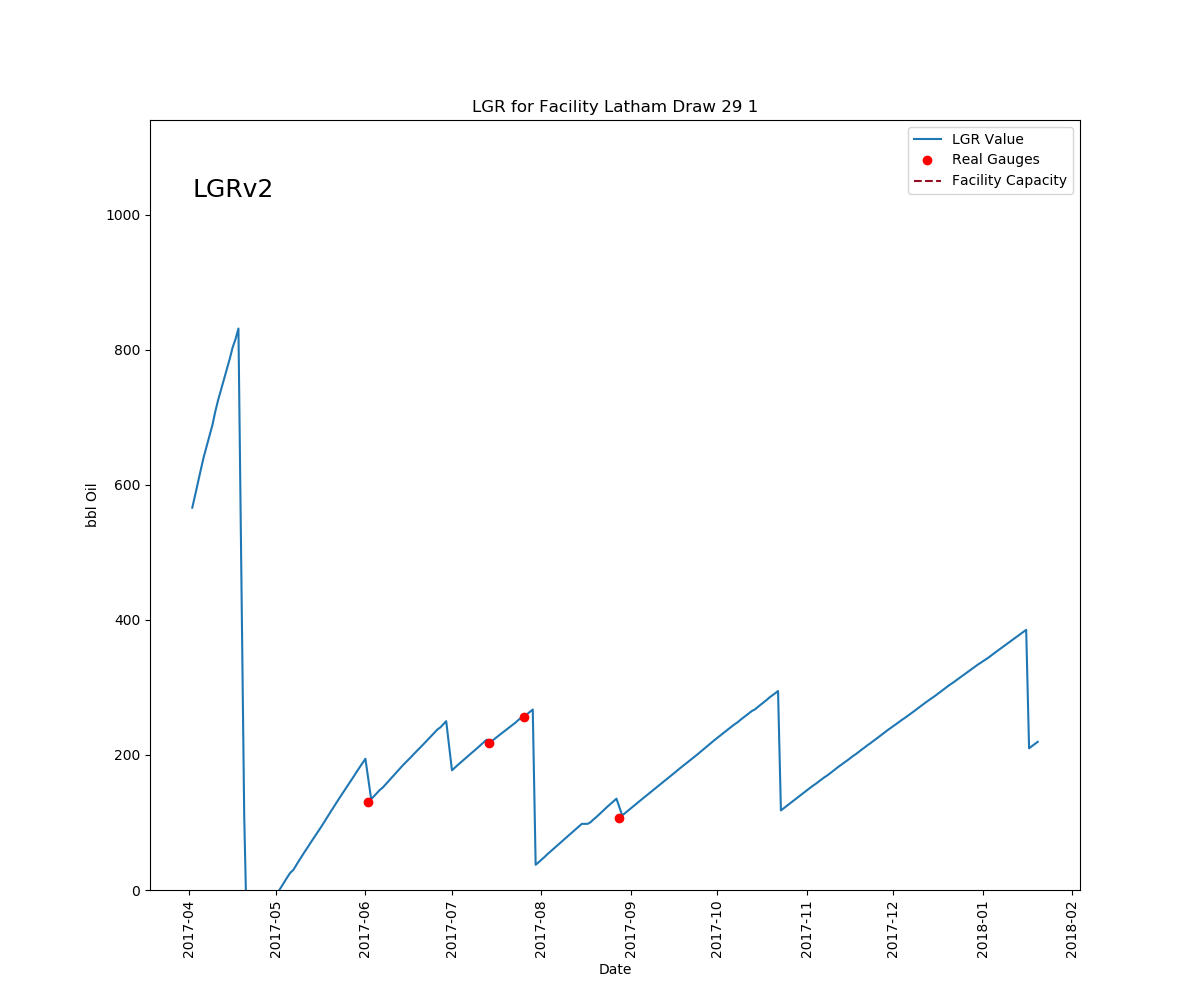 LGR for Facility Latham Draw 29 1
LGR Value
Real Gauges
Facility Capacity
LGRv2
1000
800
600
400
200
0
bbl Oil
2017-04
2017-05
2017-06
2017-07
2017-08
2017-09
2017-10
2017-11
2017-12
2018-01
2018-02
Date